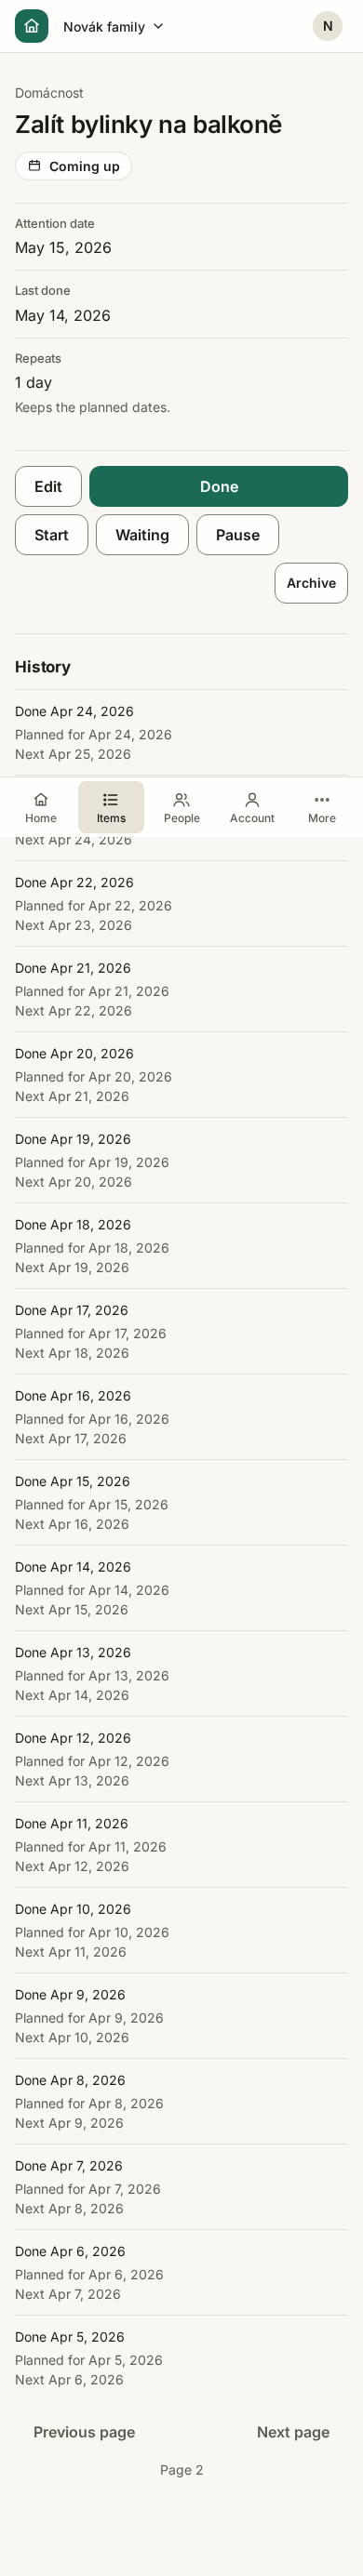 Novák family
N
Domácnost
Zalít bylinky na balkoně
Coming up
Attention date
May 15, 2026
Last done
May 14, 2026
Repeats
1 day
Keeps the planned dates.
Edit
Done
Start
Waiting
Pause
Archive
History
Done Apr 24, 2026
Planned for Apr 24, 2026
Next Apr 25, 2026
Home
Items
People
Account
More
Next Apr 24, 2026
Done Apr 22, 2026
Planned for Apr 22, 2026
Next Apr 23, 2026
Done Apr 21, 2026
Planned for Apr 21, 2026
Next Apr 22, 2026
Done Apr 20, 2026
Planned for Apr 20, 2026
Next Apr 21, 2026
Done Apr 19, 2026
Planned for Apr 19, 2026
Next Apr 20, 2026
Done Apr 18, 2026
Planned for Apr 18, 2026
Next Apr 19, 2026
Done Apr 17, 2026
Planned for Apr 17, 2026
Next Apr 18, 2026
Done Apr 16, 2026
Planned for Apr 16, 2026
Next Apr 17, 2026
Done Apr 15, 2026
Planned for Apr 15, 2026
Next Apr 16, 2026
Done Apr 14, 2026
Planned for Apr 14, 2026
Next Apr 15, 2026
Done Apr 13, 2026
Planned for Apr 13, 2026
Next Apr 14, 2026
Done Apr 12, 2026
Planned for Apr 12, 2026
Next Apr 13, 2026
Done Apr 11, 2026
Planned for Apr 11, 2026
Next Apr 12, 2026
Done Apr 10, 2026
Planned for Apr 10, 2026
Next Apr 11, 2026
Done Apr 9, 2026
Planned for Apr 9, 2026
Next Apr 10, 2026
Done Apr 8, 2026
Planned for Apr 8, 2026
Next Apr 9, 2026
Done Apr 7, 2026
Planned for Apr 7, 2026
Next Apr 8, 2026
Done Apr 6, 2026
Planned for Apr 6, 2026
Next Apr 7, 2026
Done Apr 5, 2026
Planned for Apr 5, 2026
Next Apr 6, 2026
Previous page
Next page
Page 2